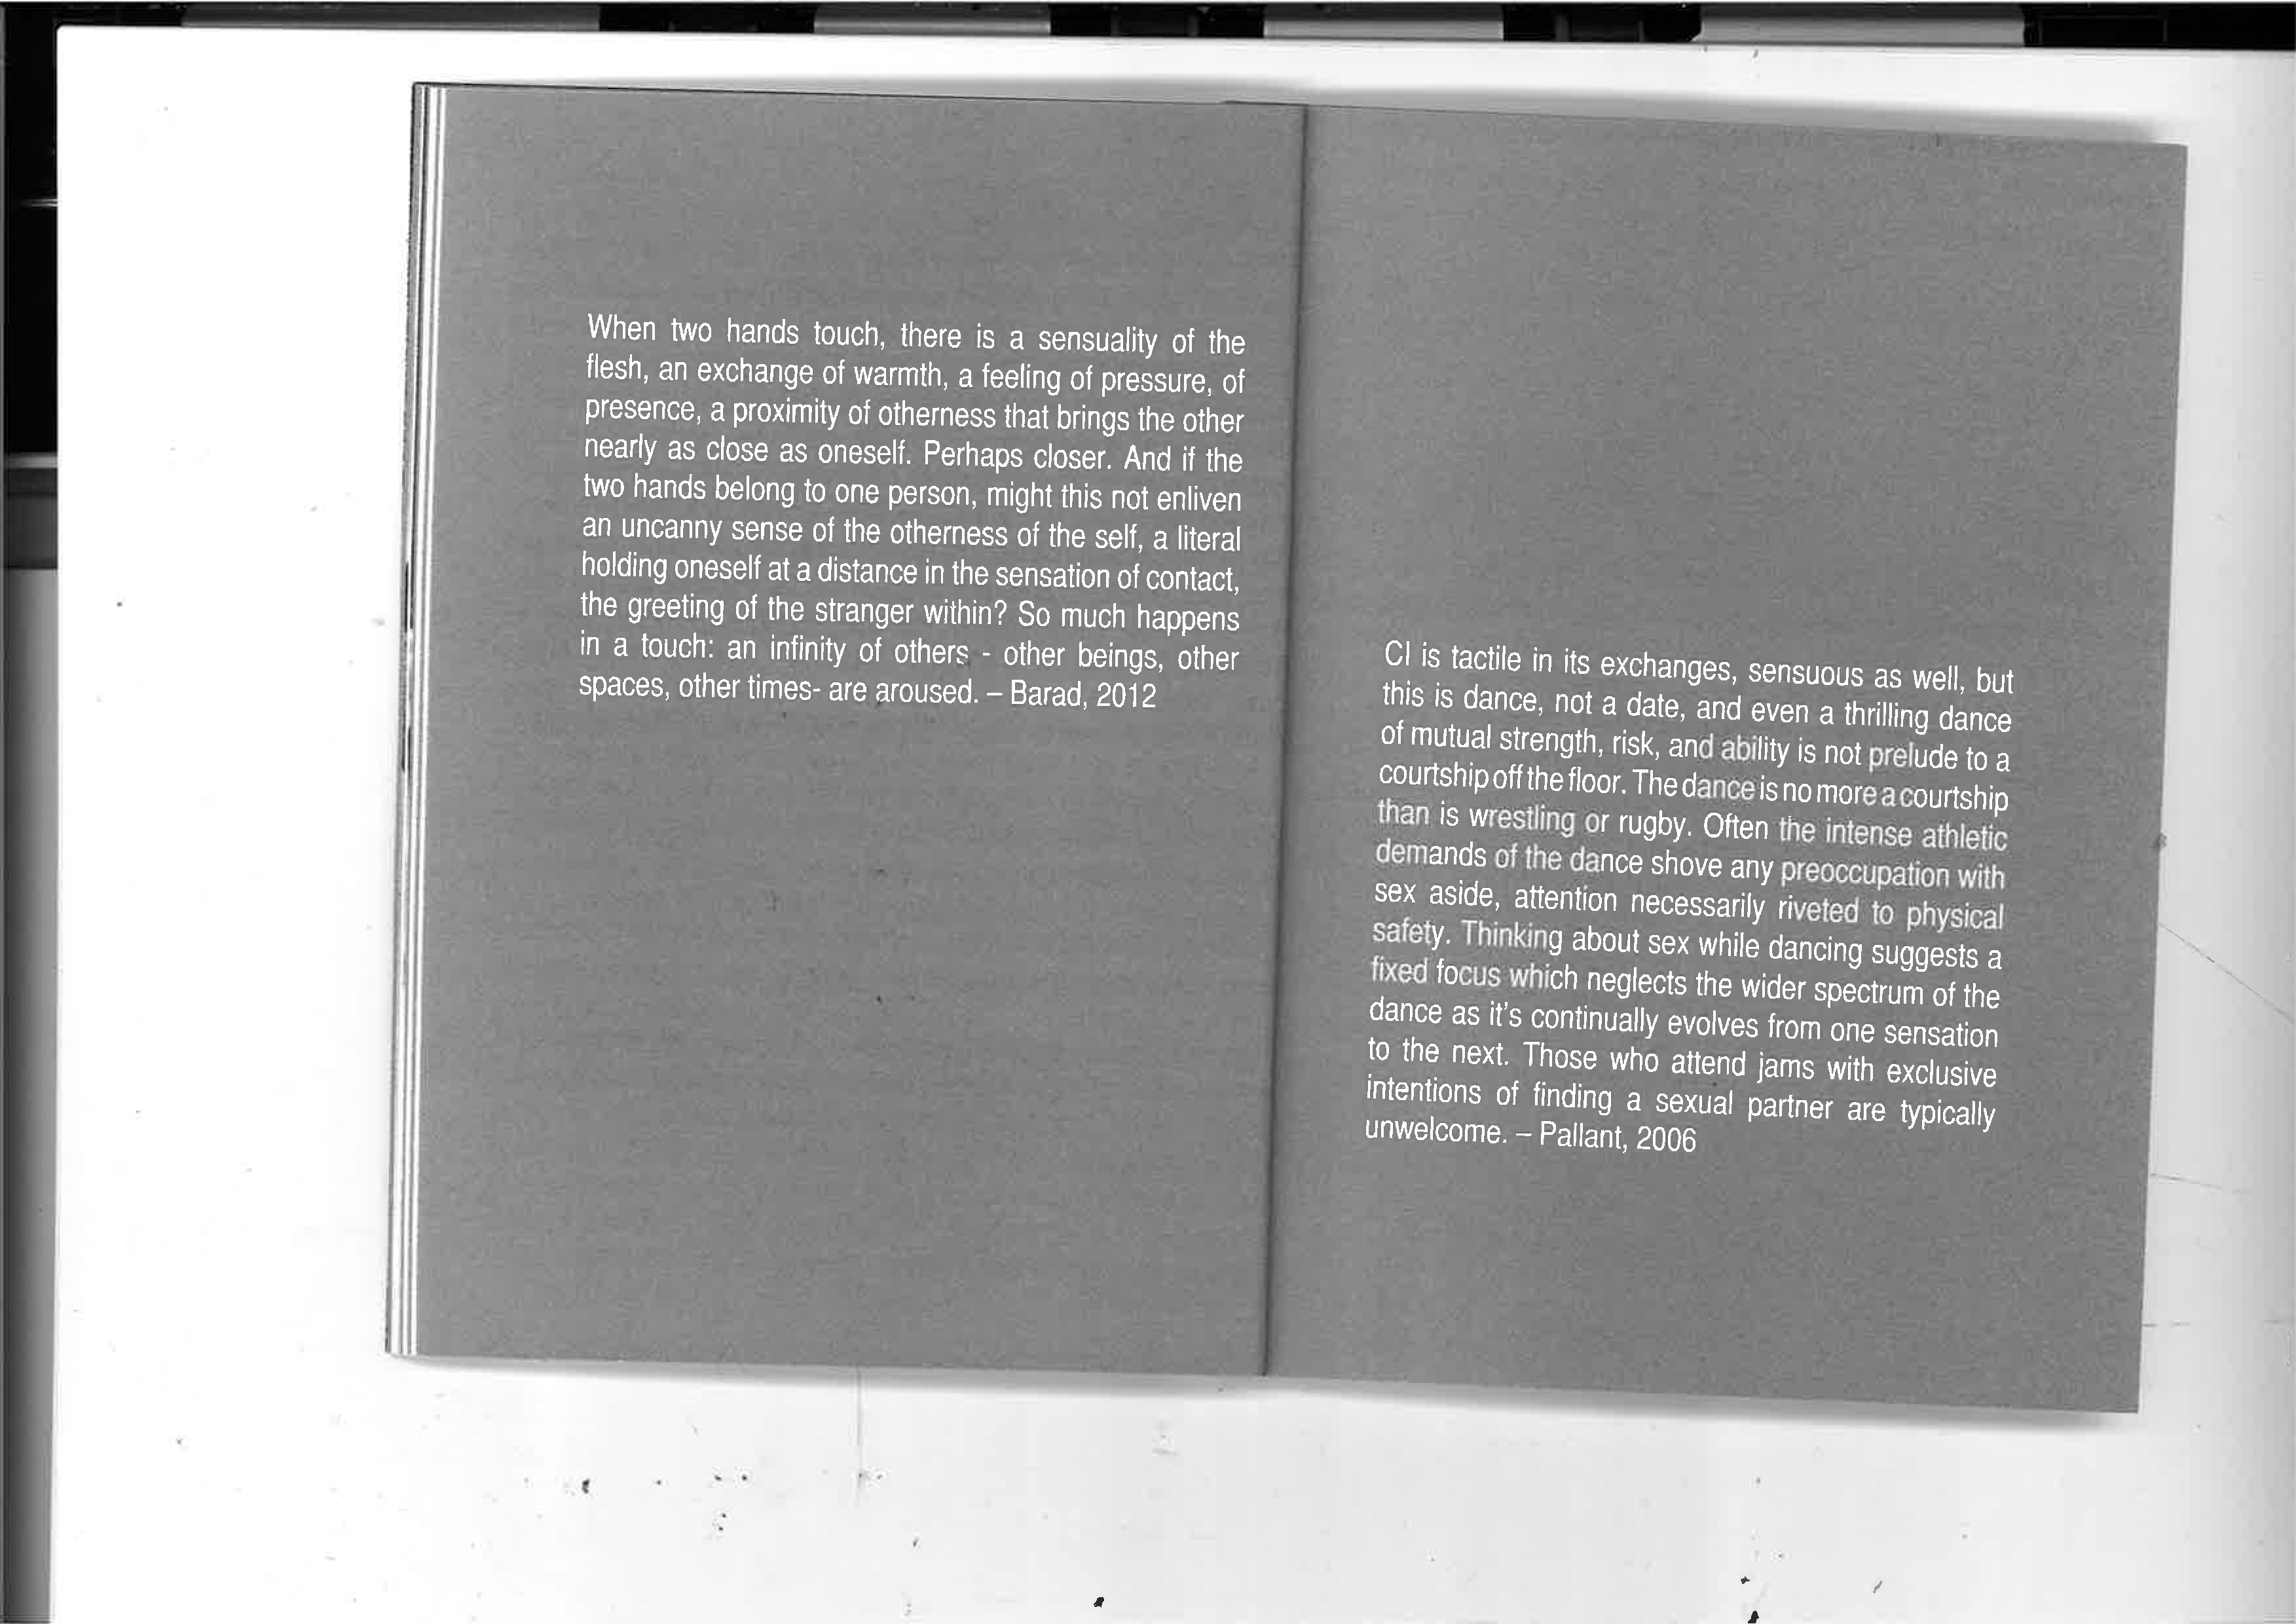 When two hands touch, there is a sensuality of the
flesh, an exchange of warmth, a feeling of pressure, of
presence, a proximity of otherness that brings the other
nearly as close as oneself. Perhaps closer. And if the
two hands belong to one person, might this not enliven
an uncanny sense of the otherness of the self, a literal
holding oneself at a distance in the sensation of contact,
the greeting of the stranger within? So much happens
in a touch: an infinity of others - other beings, other
spaces, other times- are aroused. – Barad, 2012
CI is tactile in its exchanges, sensuous as well, but
this is dance, not a date, and even a thrilling dance
of mutual strength, risk, and ability is not prelude to a
courtship off the floor. The dance is no more a courtship
than is wrestling or rugby. Often the intense athletic
demands of the dance shove any preoccupation with
sex aside, attention necessarily riveted to physical
safety. Thinking about sex while dancing suggests a
fixed focus which neglects the wider spectrum of the
dance as it's continually evolves from one sensation
to the next. Those who attend jams with exclusive
intentions of finding a sexual partner are typically
unwelcome. – Pallant, 2006